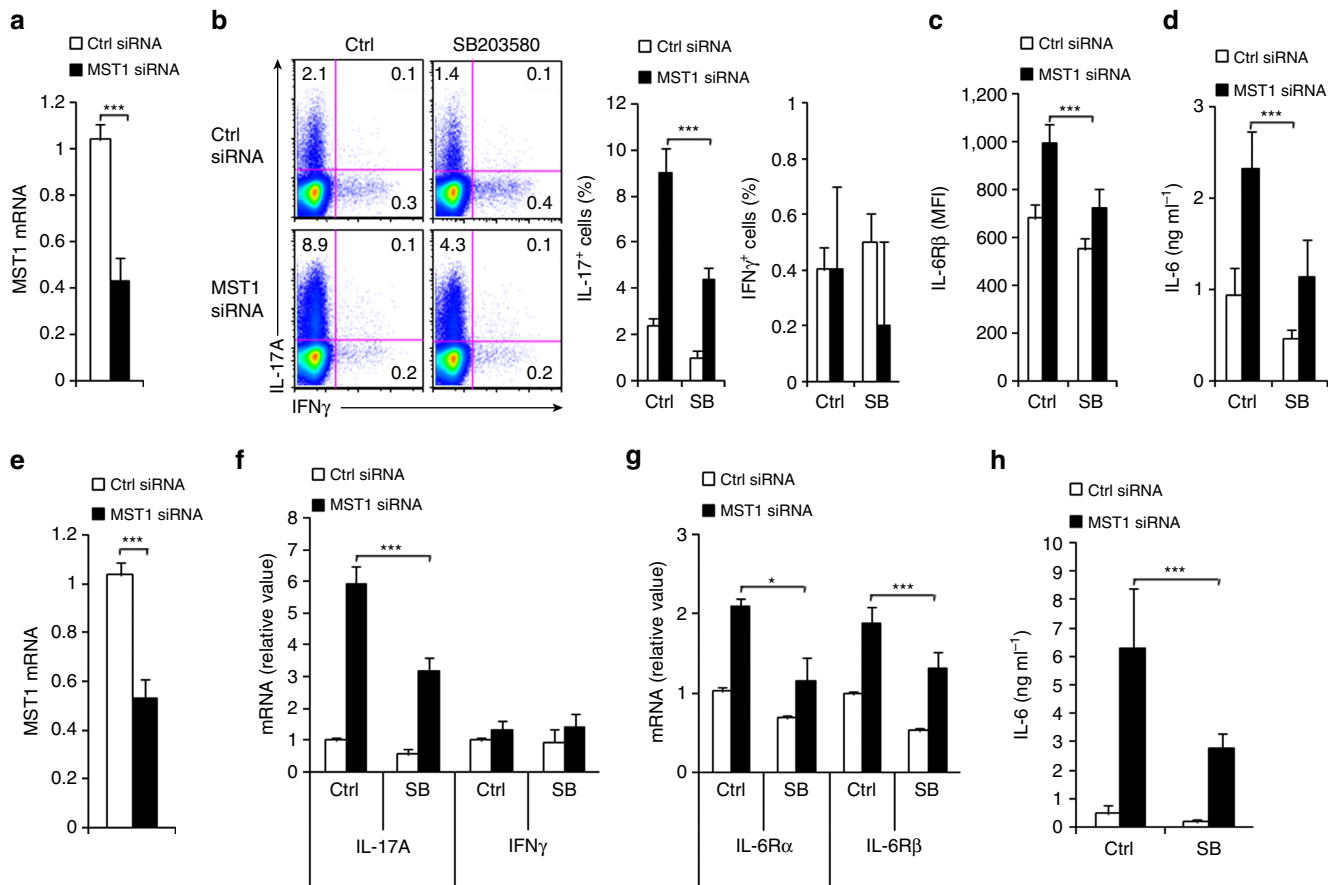 a
Ctrl siRNA
MST1 siRNA
1.2
1
0.8
0.6
0.4
0.2
0
MST1 mRNA
***
b
Ctrl
SB203580
Ctrl
siRNA
MST1
siRNA
2.1
0.1
0.3
1.4
0.1
0.4
8.9
0.1
0.2
4.3
0.1
0.2
IL-17A
IFNγ
Ctrl siRNA
MST1 siRNA
12
10
8
6
4
2
0
IL-17⁺ cells (%)
***
Ctrl
SB
1
0.8
0.6
0.4
0.2
0
IFNγ⁺ cells (%)
Ctrl
SB
c
Ctrl siRNA
MST1 siRNA
1,200
1.000
800
600
400
200
0
IL-6Rβ (MFI)
***
Ctrl
SB
d
Ctrl siRNA
MST1 siRNA
3
2
1
0
IL-6 (ng ml⁻¹)
***
Ctrl
SB
e
Ctrl siRNA
MST1 siRNA
1.2
1
0.8
0.6
0.4
0.2
0
MST1 mRNA
***
f
Ctrl siRNA
MST1 siRNA
8
7
6
5
4
3
2
1
0
mRNA (relative value)
***
Ctrl
SB
Ctrl
SB
IL-17A
IFNγ
g
Ctrl siRNA
MST1 siRNA
3
2
1
0
mRNA (relative value)
*
***
Ctrl
SB
Ctrl
SB
IL-6Rα
IL-6Rβ
h
Ctrl siRNA
MST1 siRNA
10
9
8
7
6
5
4
3
2
1
0
IL-6 (ng ml⁻¹)
***
Ctrl
SB